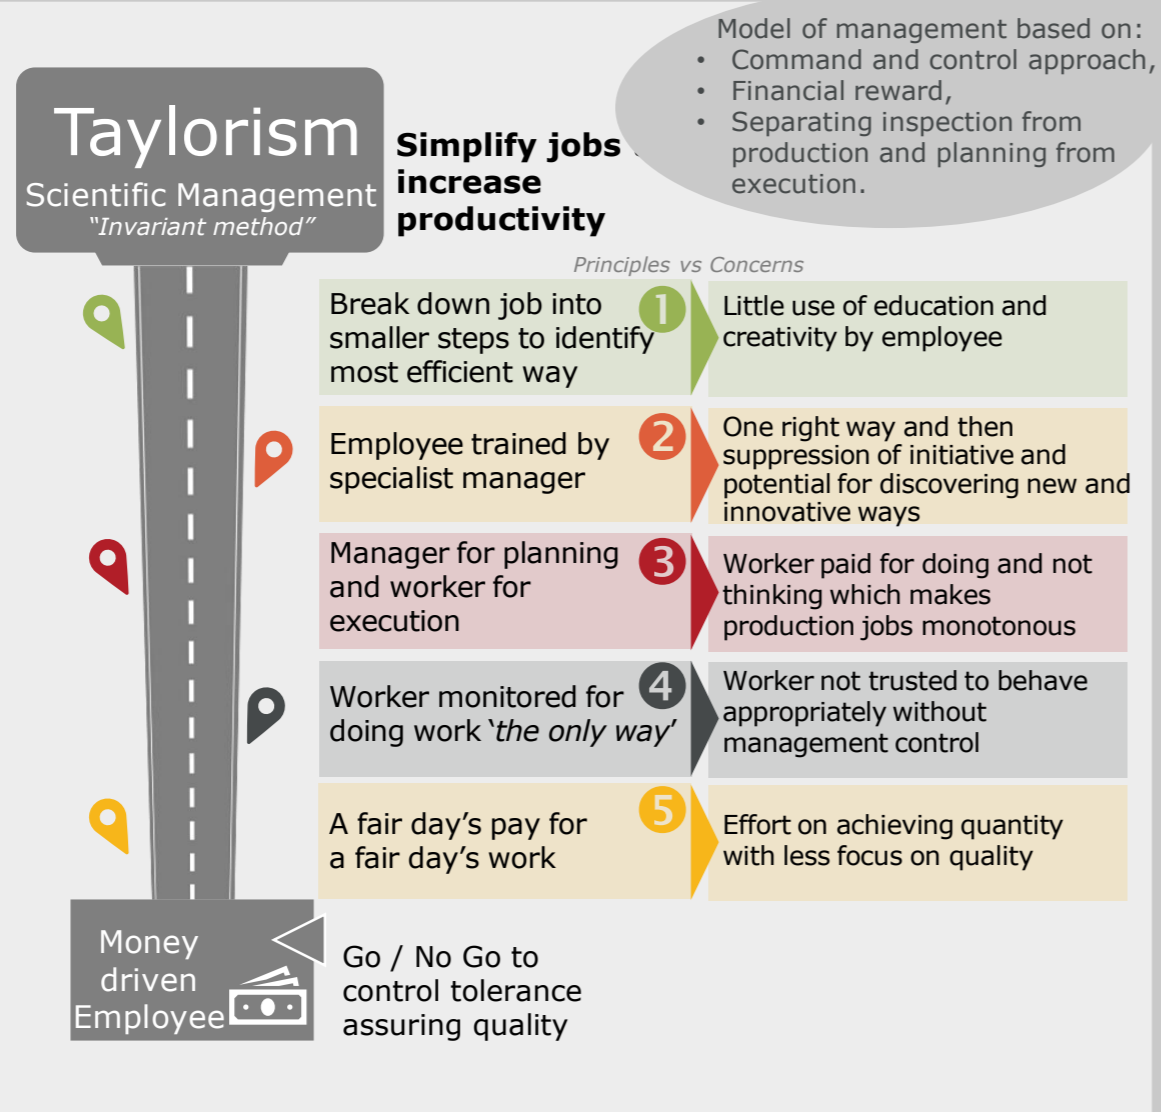 Model of management based on:
• Command and control approach,
• Financial reward,
• Separating inspection from
production and planning from
execution.
Taylorism
Scientific Management
“Invariant method”
Simplify jobs
increase
productivity
Principles vs Concerns
Break down job into
smaller steps to identify
most efficient way
1
Little use of education and
creativity by employee
Employee trained by
specialist manager
2
One right way and then
suppression of initiative and
potential for discovering new and
innovative ways
Manager for planning
and worker for
execution
3
Worker paid for doing and not
thinking which makes
production jobs monotonous
Worker monitored for
doing work ‘the only way’
4
Worker not trusted to behave
appropriately without
management control
A fair day’s pay for
a fair day’s work
5
Effort on achieving quantity
with less focus on quality
Money
driven
Employee
Go / No Go to
control tolerance
assuring quality